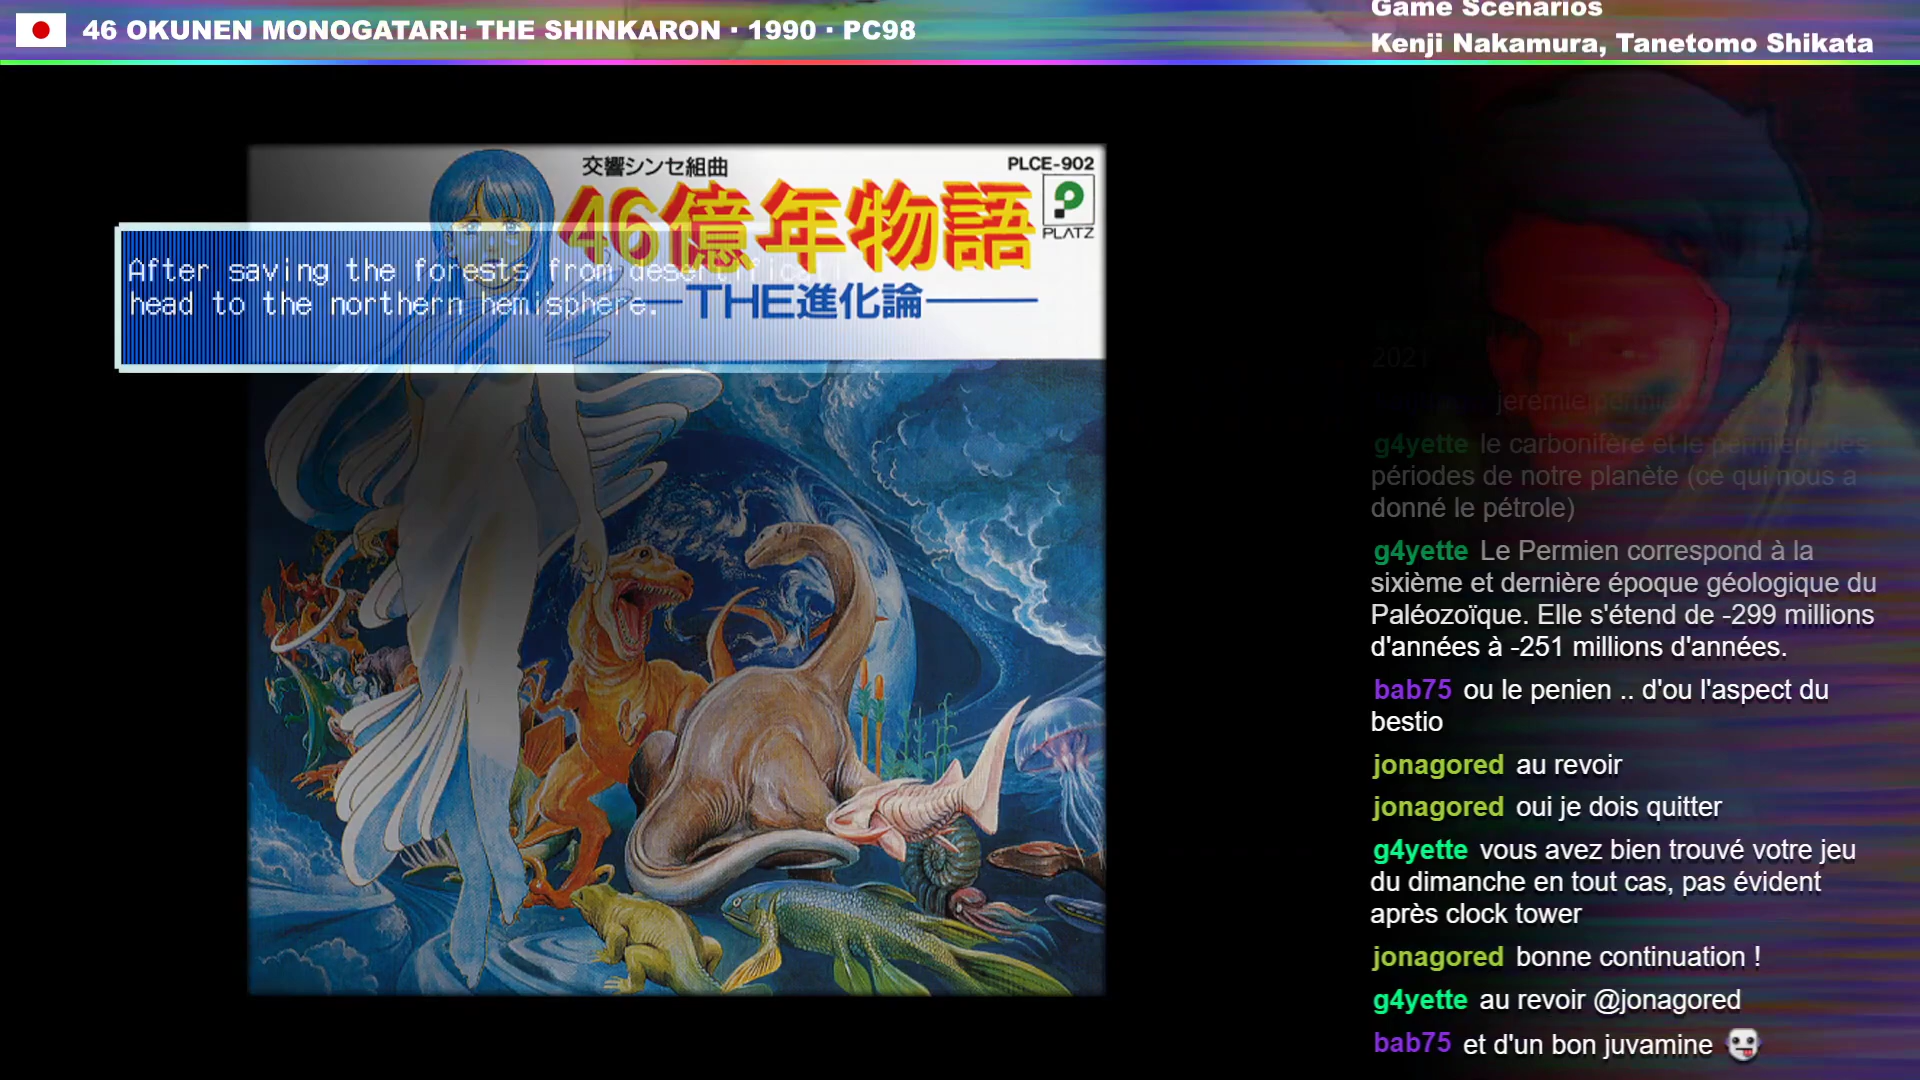 46 OKUNEN MONOGATARI: THE SHINKARON · 1990 · PC98
Game Scenarios
Kenji Nakamura, Tanetomo Shikata
交響シンセ組曲
PLCE-902
46億年物語
PLATZ
THE進化論
After saving the forests from
head to the northern hemisphere.
2021
jeremie permien
g4yette le carbonifère et le permien, des
périodes de notre planète (ce qui nous a
donné le pétrole)
g4yette Le Permien correspond à la
sixième et dernière époque géologique du
Paléozoïque. Elle s'étend de -299 millions
d'années à -251 millions d'années.
bab75 ou le penien .. d'ou l'aspect du
bestio
jonagored au revoir
jonagored oui je dois quitter
g4yette vous avez bien trouvé votre jeu
du dimanche en tout cas, pas évident
après clock tower
jonagored bonne continuation !
g4yette au revoir @jonagored
bab75 et d'un bon juvamine